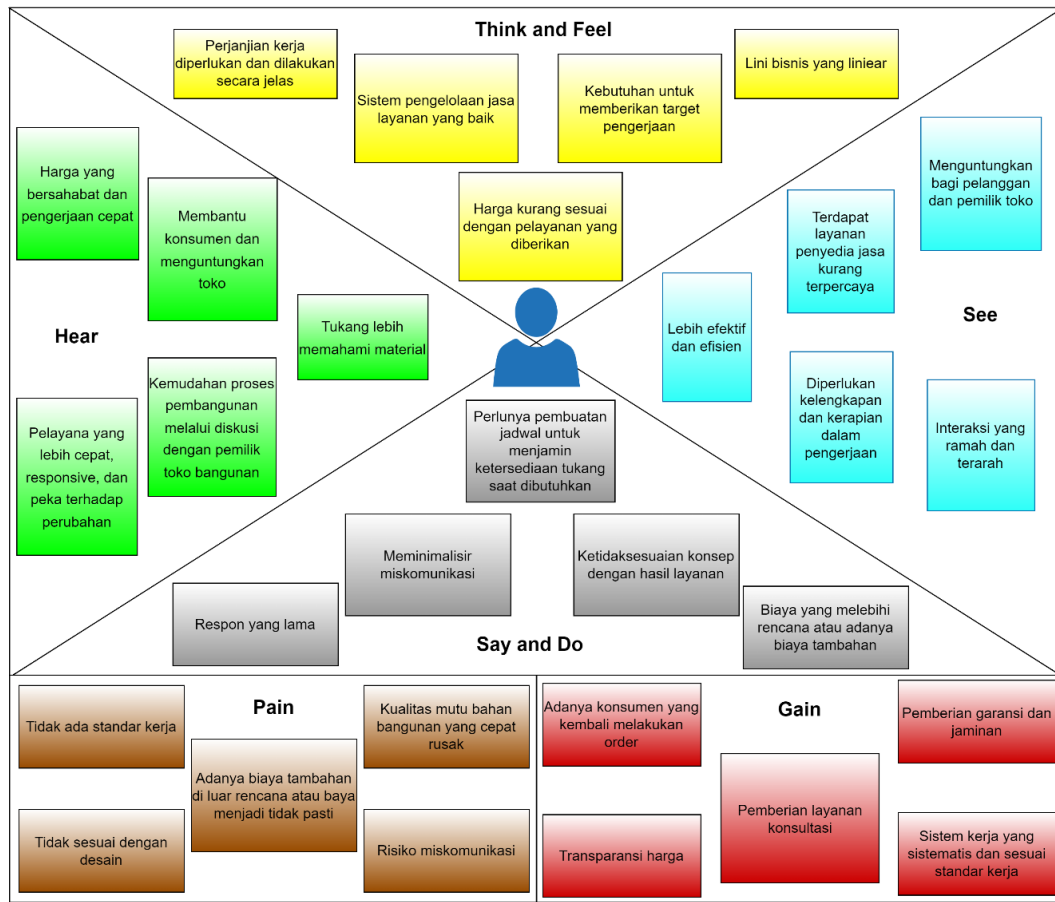 Think and Feel
Perjanjian kerja
diperlukan dan dilakukan
secara jelas
Sistem pengelolaan jasa
layanan yang baik
Kebutuhan untuk
memberikan target
pengerjaan
Lini bisnis yang liniear
Harga kurang sesuai
dengan pelayanan yang
diberikan
Hear
Harga yang
bersahabat dan
pengerjaan cepat
Membantu
konsumen dan
menguntungkan
toko
Tukang lebih
memahami material
Kemudahan proses
pembangunan
melalui diskusi
dengan pemilik
toko bangunan
Pelayana yang
lebih cepat,
responsive, dan
peka terhadap
perubahan
See
Menguntungkan
bagi pelanggan
dan pemilik toko
Terdapat
layanan
penyedia jasa
kurang
terpercaya
Lebih efektif
dan efisien
Diperlukan
kelengkapan
dan kerapian
dalam
pengerjaan
Interaksi yang
ramah dan
terarah
Perlunya pembuatan
jadwal untuk
menjamin
ketersediaan tukang
saat dibutuhkan
Meminimalisir
miskomunikasi
Ketidaksesuaian konsep
dengan hasil layanan
Respon yang lama
Biaya yang melebihi
rencana atau adanya
biaya tambahan
Say and Do
Pain
Tidak ada standar kerja
Kualitas mutu bahan
bangunan yang cepat
rusak
Adanya biaya tambahan
di luar rencana atau baya
menjadi tidak pasti
Tidak sesuai dengan
desain
Risiko miskomunikasi
Gain
Adanya konsumen yang
kembali melakukan
order
Pemberian garansi dan
jaminan
Pemberian layanan
konsultasi
Transparansi harga
Sistem kerja yang
sistematis dan sesuai
standar kerja